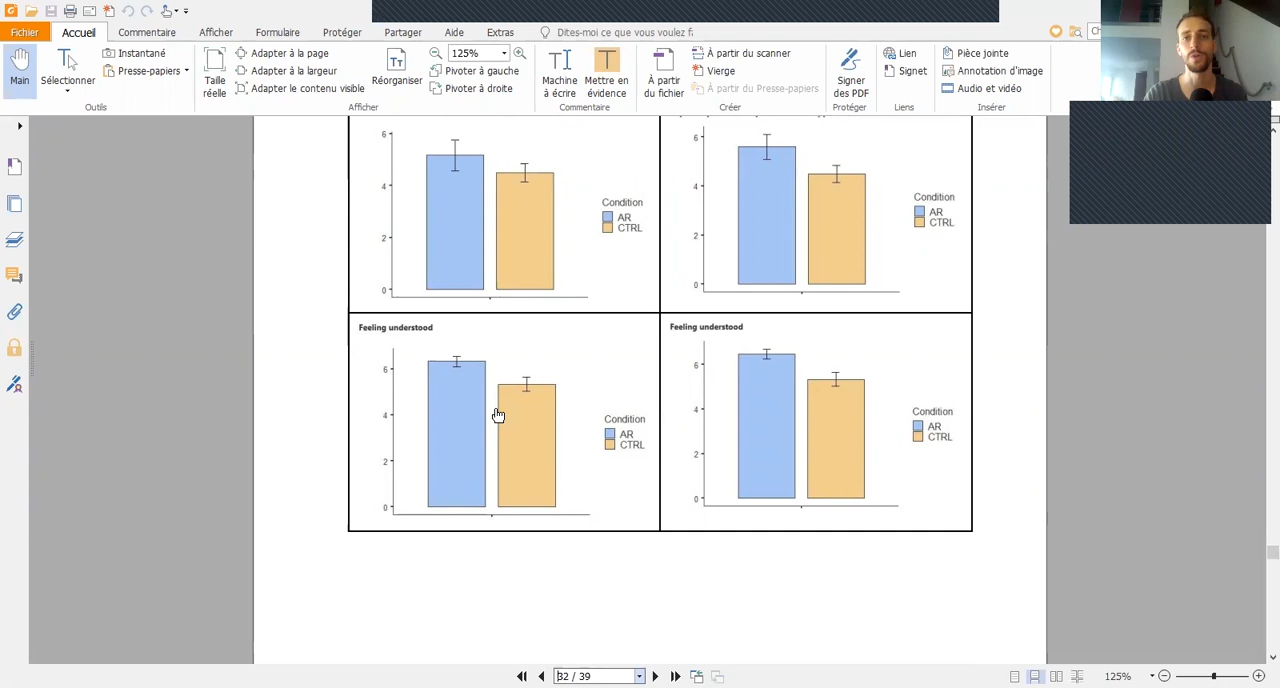 Fichier
Accueil
Commentaire
Afficher
Formulaire
Protéger
Partager
Aide
Extras
Dites-moi ce que vous voulez f
Main
Sélectionner
Instantané
Presse-papiers
Outils
Taille
réelle
Adapter à la page
Adapter à la largeur
Adapter le contenu visible
Réorganiser
125%
Pivoter à gauche
Pivoter à droite
Afficher
Machine
à écrire
Mettre en
évidence
Commentaire
À partir
du fichier
À partir du scanner
Vierge
À partir du Presse-papiers
Créer
Signer
des PDF
Protéger
Lien
Signet
Liens
Pièce jointe
Annotation d'image
Audio et vidéo
Insérer
6
4
2
0
Condition
AR
CTRL
6
4
2
0
Condition
AR
CTRL
Feeling understood
6
4
2
0
Condition
AR
CTRL
Feeling understood
6
4
2
0
Condition
AR
CTRL
32 / 39
125%